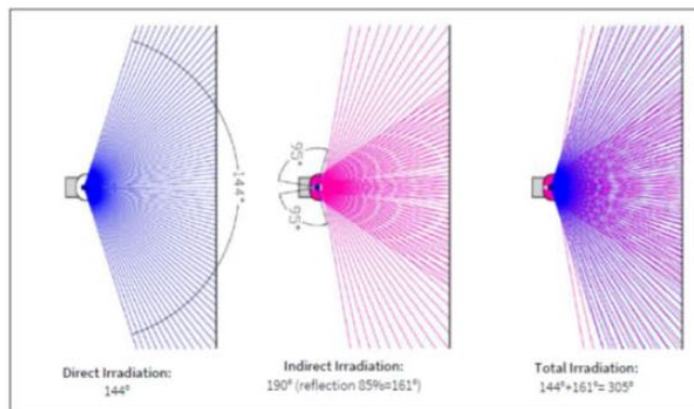 144°
95°
95°
Direct Irradiation:
144°
Indirect Irradiation:
190° (reflection 85%=161°)
Total Irradiation:
144°+161°= 305°